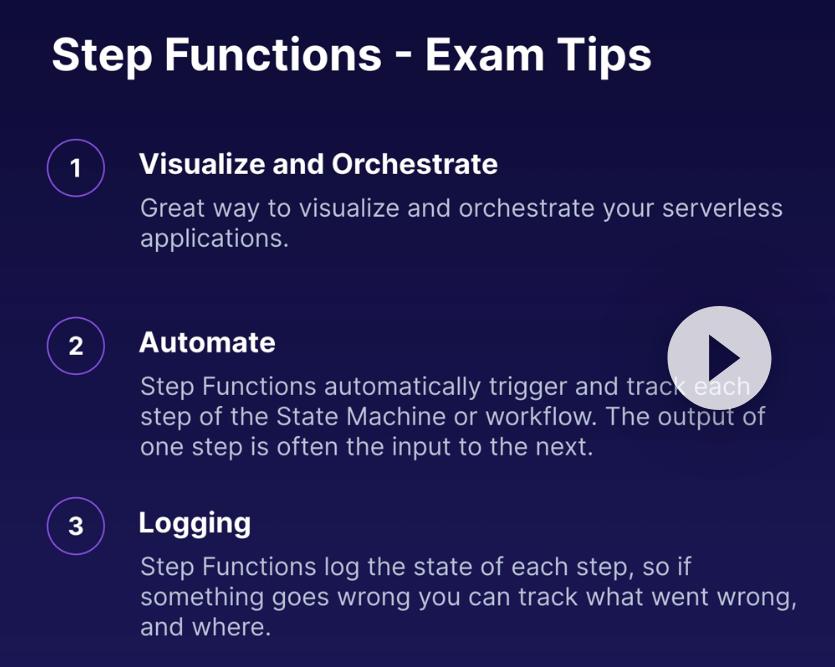 Step Functions - Exam Tips
1
Visualize and Orchestrate
Great way to visualize and orchestrate your serverless
applications.
2
Automate
Step Functions automatically trigger and track each
step of the State Machine or workflow. The output of
one step is often the input to the next.
3
Logging
Step Functions log the state of each step, so if
something goes wrong you can track what went wrong,
and where.